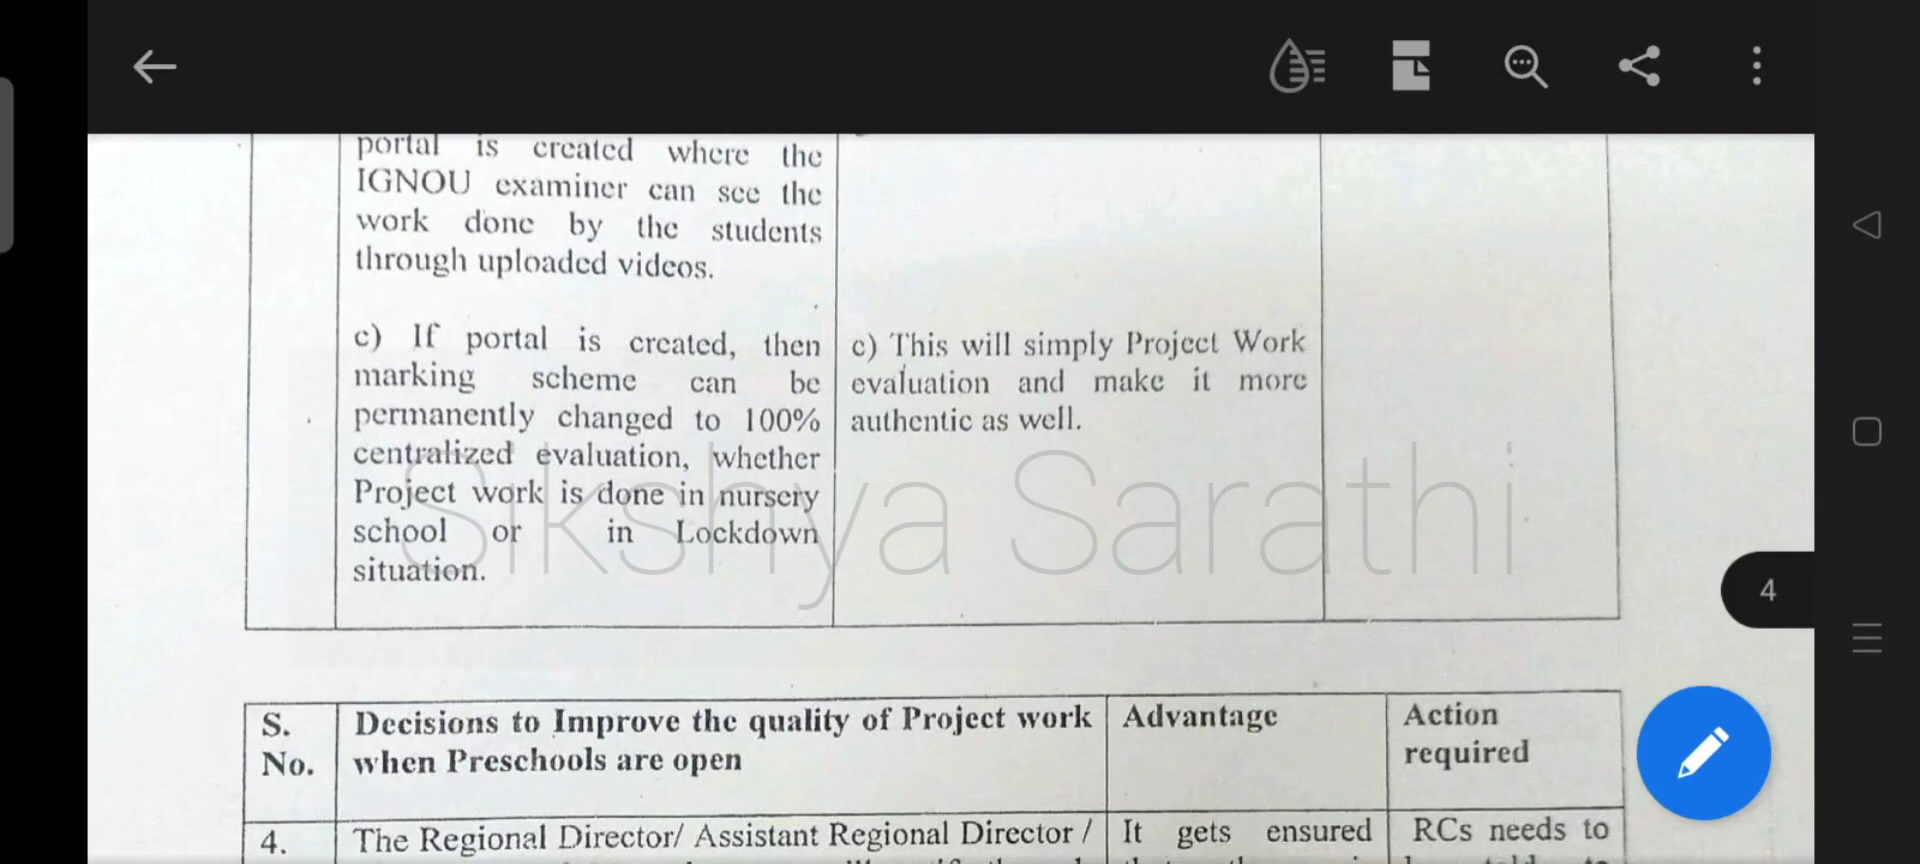 portal is created where the
IGNOU examiner can see the
work done by the students
through uploaded videos.
c) If portal is created, then
marking scheme can be
permanently changed to 100%
centralized evaluation, whether
Project work is done in nursery
school or in Lockdown
situation.
c) This will simply Project Work
evaluation and make it more
authentic as well.
Sikshya Sarathi
4
S.
No.
Decisions to Improve the quality of Project work
when Preschools are open
Advantage
Action
required
4.
The Regional Director/ Assistant Regional Director /
It gets ensured
RCs needs to